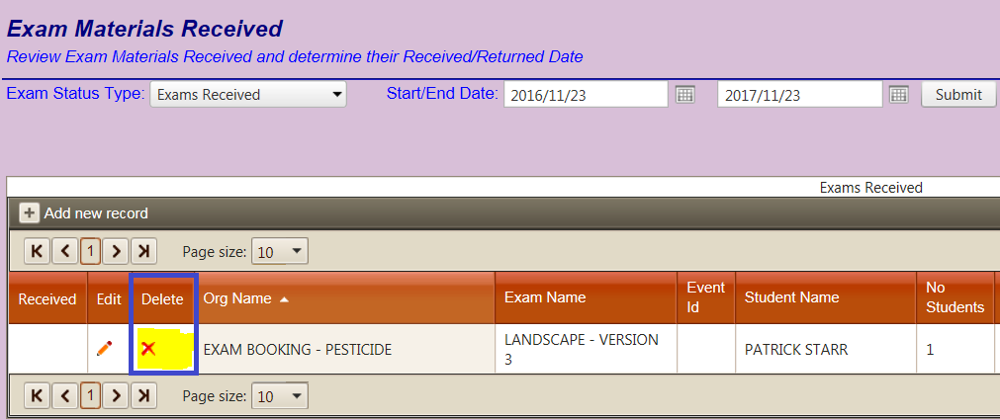 Exam Materials Received
Review Exam Materials Received and determine their Received/Returned Date
Exam Status Type: Exams Received Start/End Date: 2016/11/23 2017/11/23 Submit
Exams Received
Add new record
1 Page size: 10
Received Edit Delete Org Name Exam Name Event Id Student Name No Students
EXAM BOOKING - PESTICIDE LANDSCAPE - VERSION 3 PATRICK STARR 1
1 Page size: 10